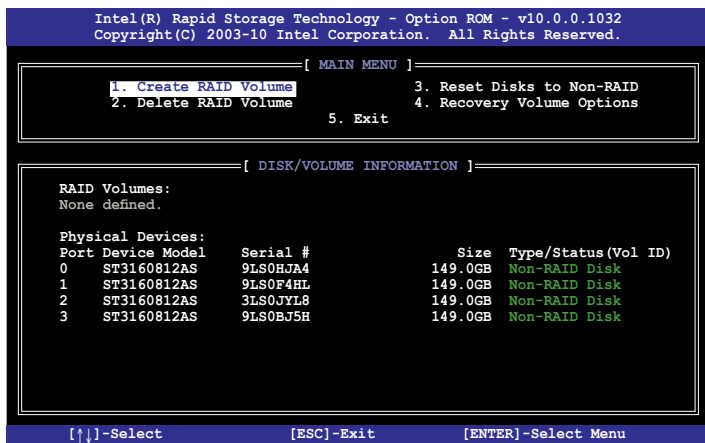 Intel(R) Rapid Storage Technology - Option ROM - v10.0.0.1032
Copyright(C) 2003-10 Intel Corporation. All Rights Reserved.
[ MAIN MENU ]
1. Create RAID Volume 3. Reset Disks to Non-RAID
2. Delete RAID Volume 4. Recovery Volume Options
5. Exit
[ DISK/VOLUME INFORMATION ]
RAID Volumes:
None defined.
Physical Devices:
Port Device Model Serial # Size Type/Status(Vol ID)
0 ST3160812AS 9LS0HJA4 149.0GB Non-RAID Disk
1 ST3160812AS 9LS0F4HL 149.0GB Non-RAID Disk
2 ST3160812AS 3LS0JYL8 149.0GB Non-RAID Disk
3 ST3160812AS 9LS0BJ5H 149.0GB Non-RAID Disk
[↑↓]-Select [ESC]-Exit [ENTER]-Select Menu